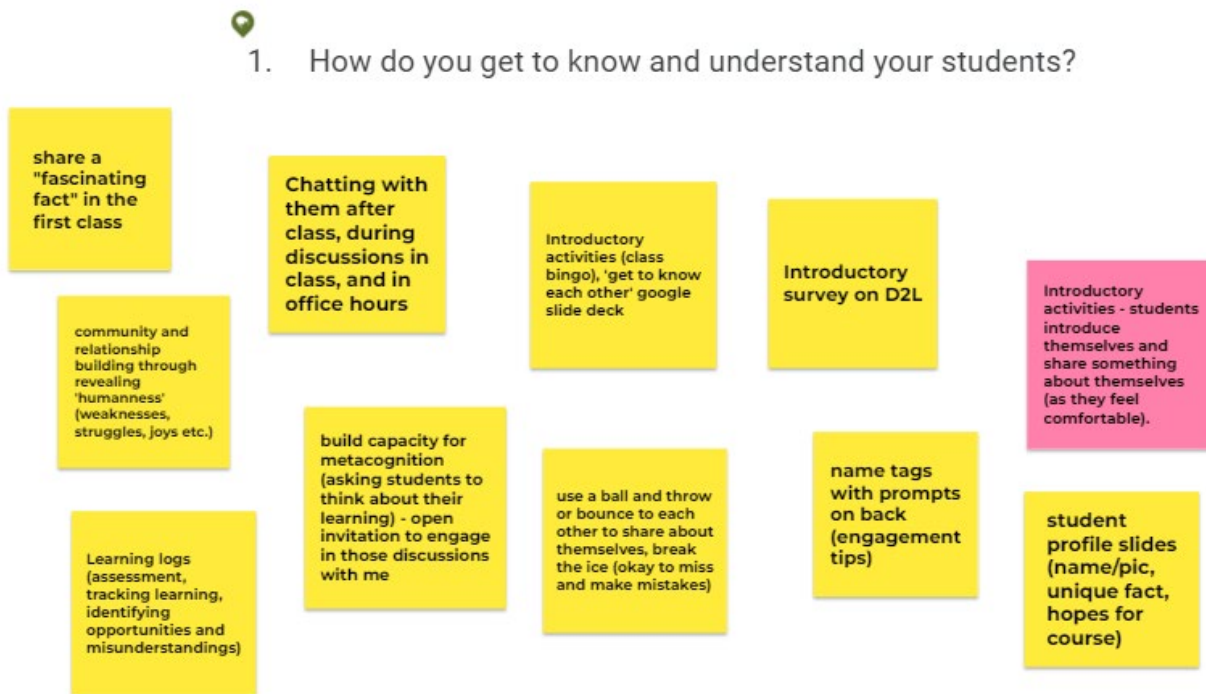 1. How do you get to know and understand your students?
share a
"fascinating
fact" in the
first class
Chatting with
them after
class, during
discussions in
class, and in
office hours
Introductory
activities (class
bingo), 'get to know
each other' google
slide deck
Introductory
survey on D2L
Introductory
activities - students
introduce
themselves and
share something
about themselves
(as they feel
comfortable).
community and
relationship
building through
revealing
'humanness'
(weaknesses,
struggles, joys etc.)
build capacity for
metacognition
(asking students to
think about their
learning) - open
invitation to engage
in those discussions
with me
use a ball and throw
or bounce to each
other to share about
themselves, break
the ice (okay to miss
and make mistakes)
name tags
with prompts
on back
(engagement
tips)
student
profile slides
(name/pic,
unique fact,
hopes for
course)
Learning logs
(assessment,
tracking learning,
identifying
opportunities and
misunderstandings)